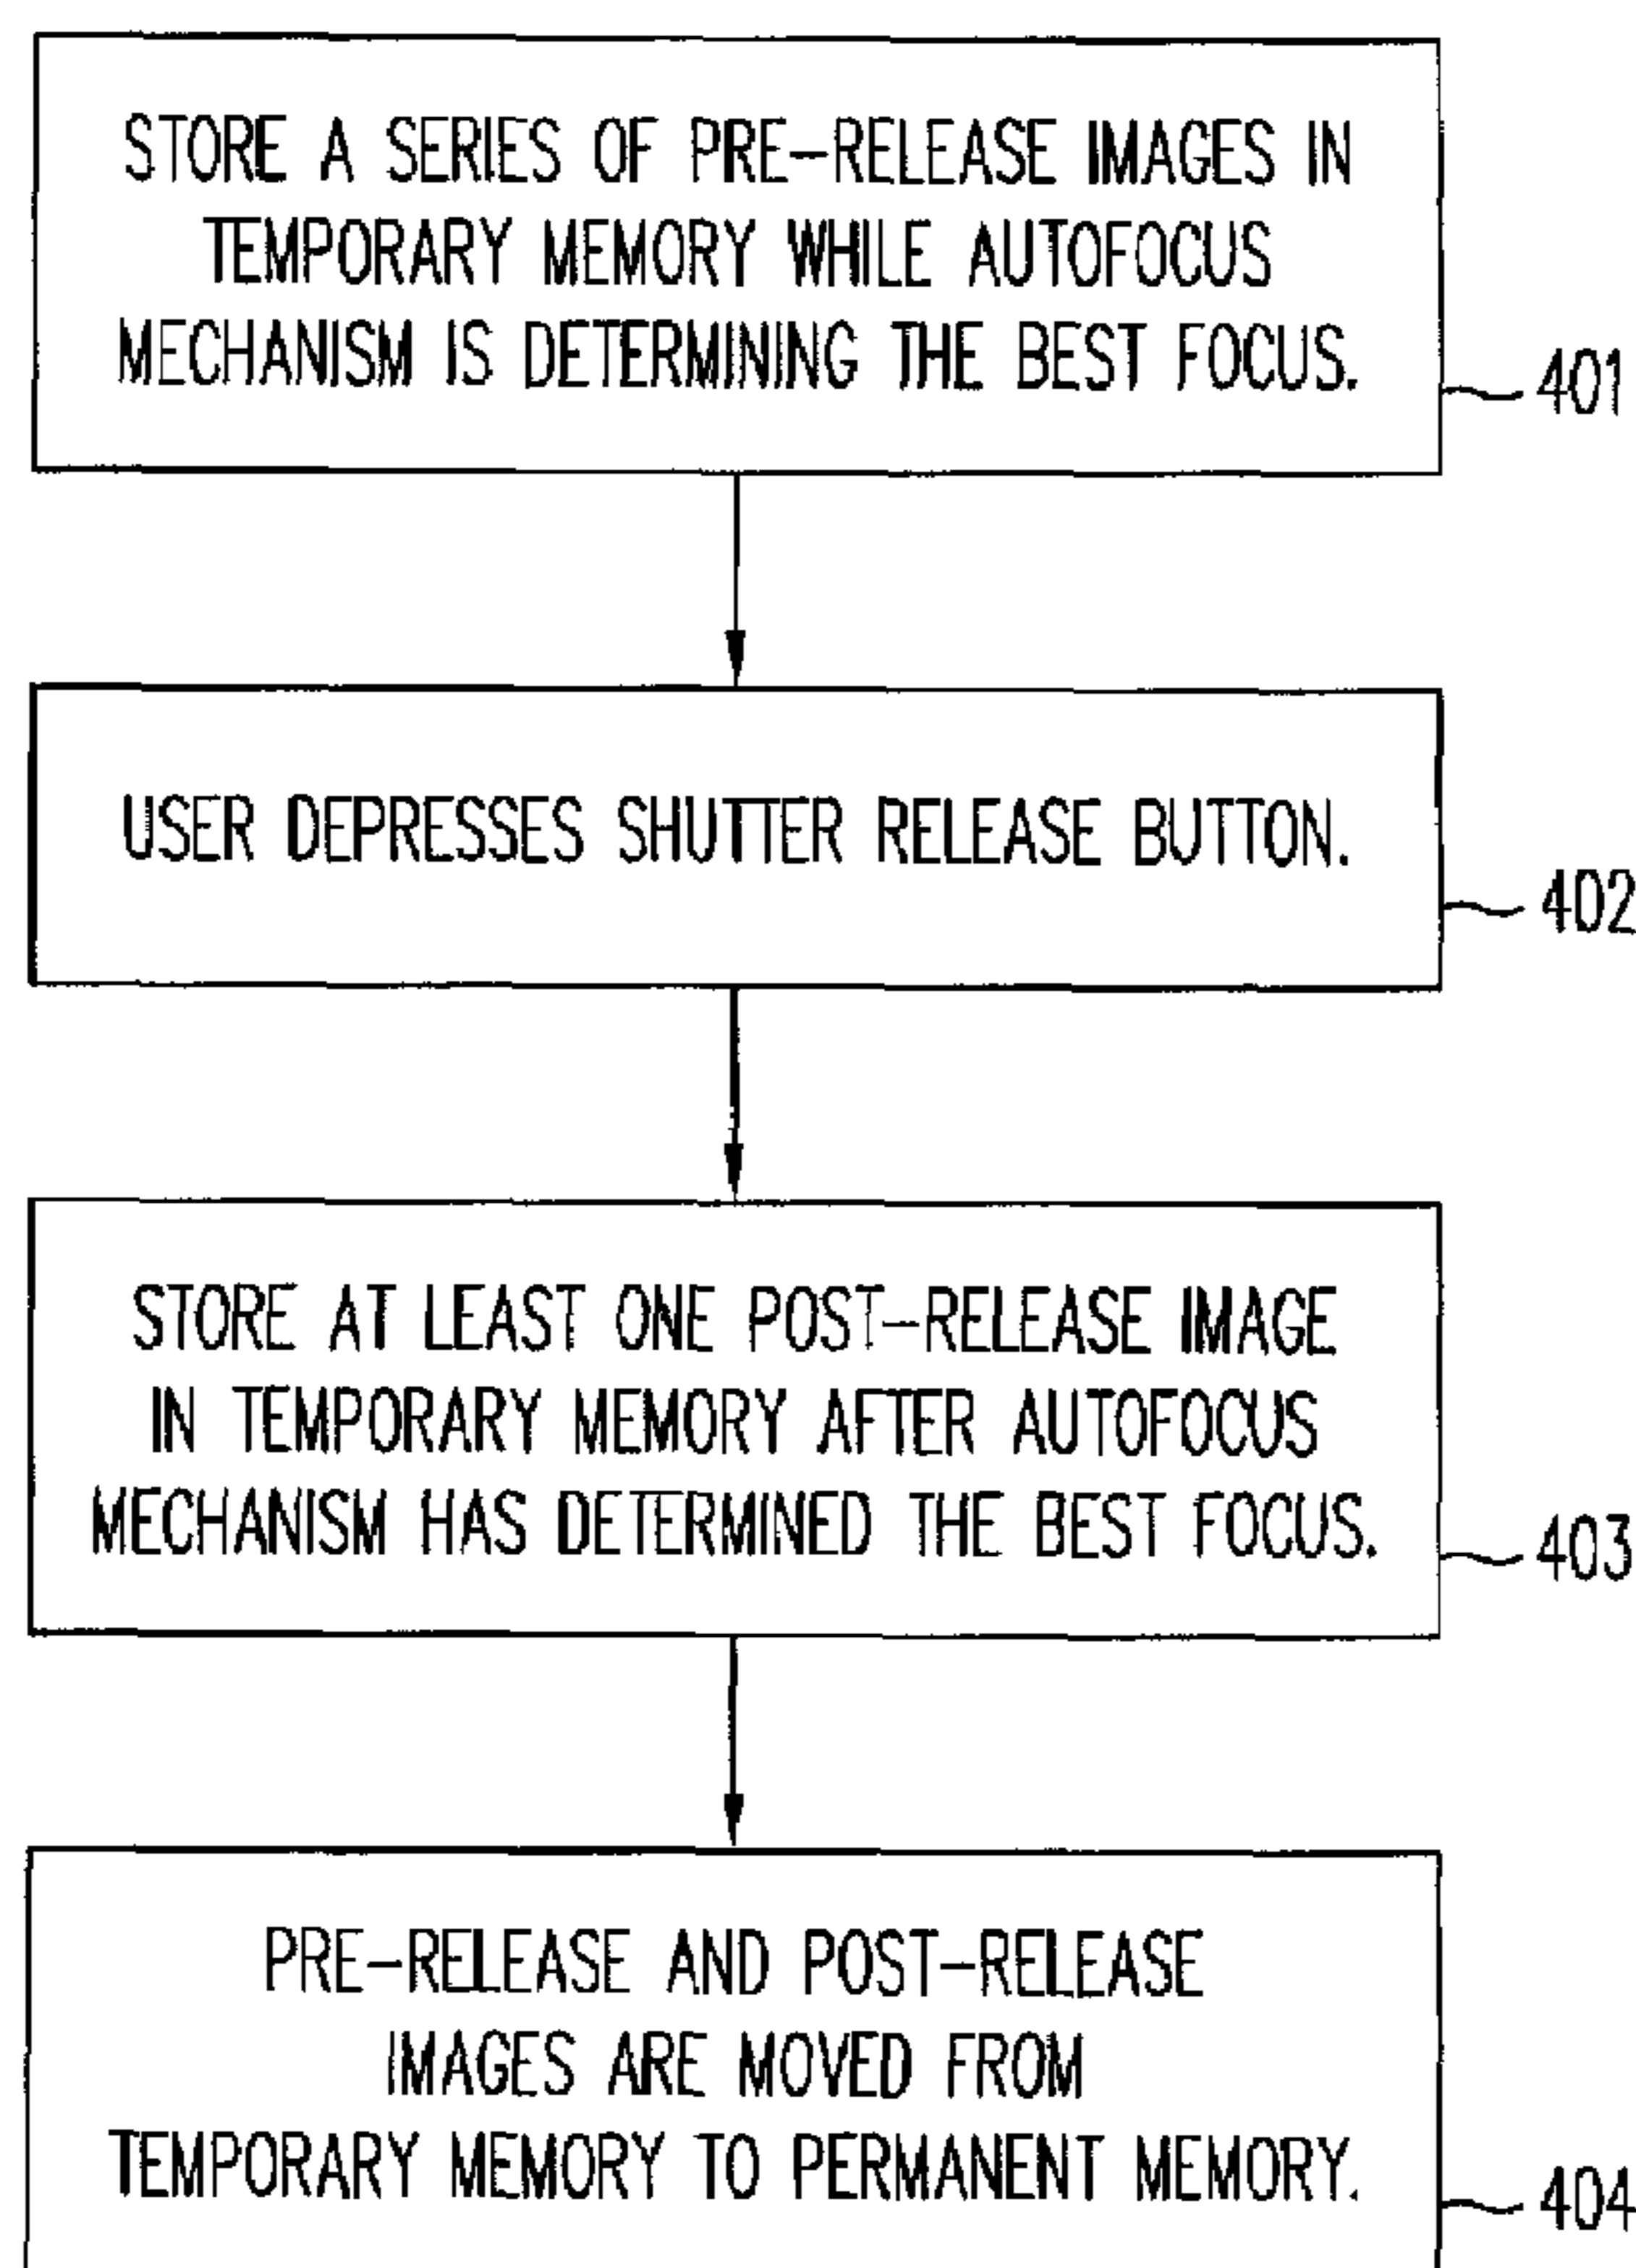 STORE A SERIES OF PRE-RELEASE IMAGES IN
TEMPORARY MEMORY WHILE AUTOFOCUS
MECHANISM IS DETERMINING THE BEST FOCUS.
401
USER DEPRESSES SHUTTER RELEASE BUTTON.
402
STORE AT LEAST ONE POST-RELEASE IMAGE
IN TEMPORARY MEMORY AFTER AUTOFOCUS
MECHANISM HAS DETERMINED THE BEST FOCUS.
403
PRE-RELEASE AND POST-RELEASE
IMAGES ARE MOVED FROM
TEMPORARY MEMORY TO PERMANENT MEMORY.
404